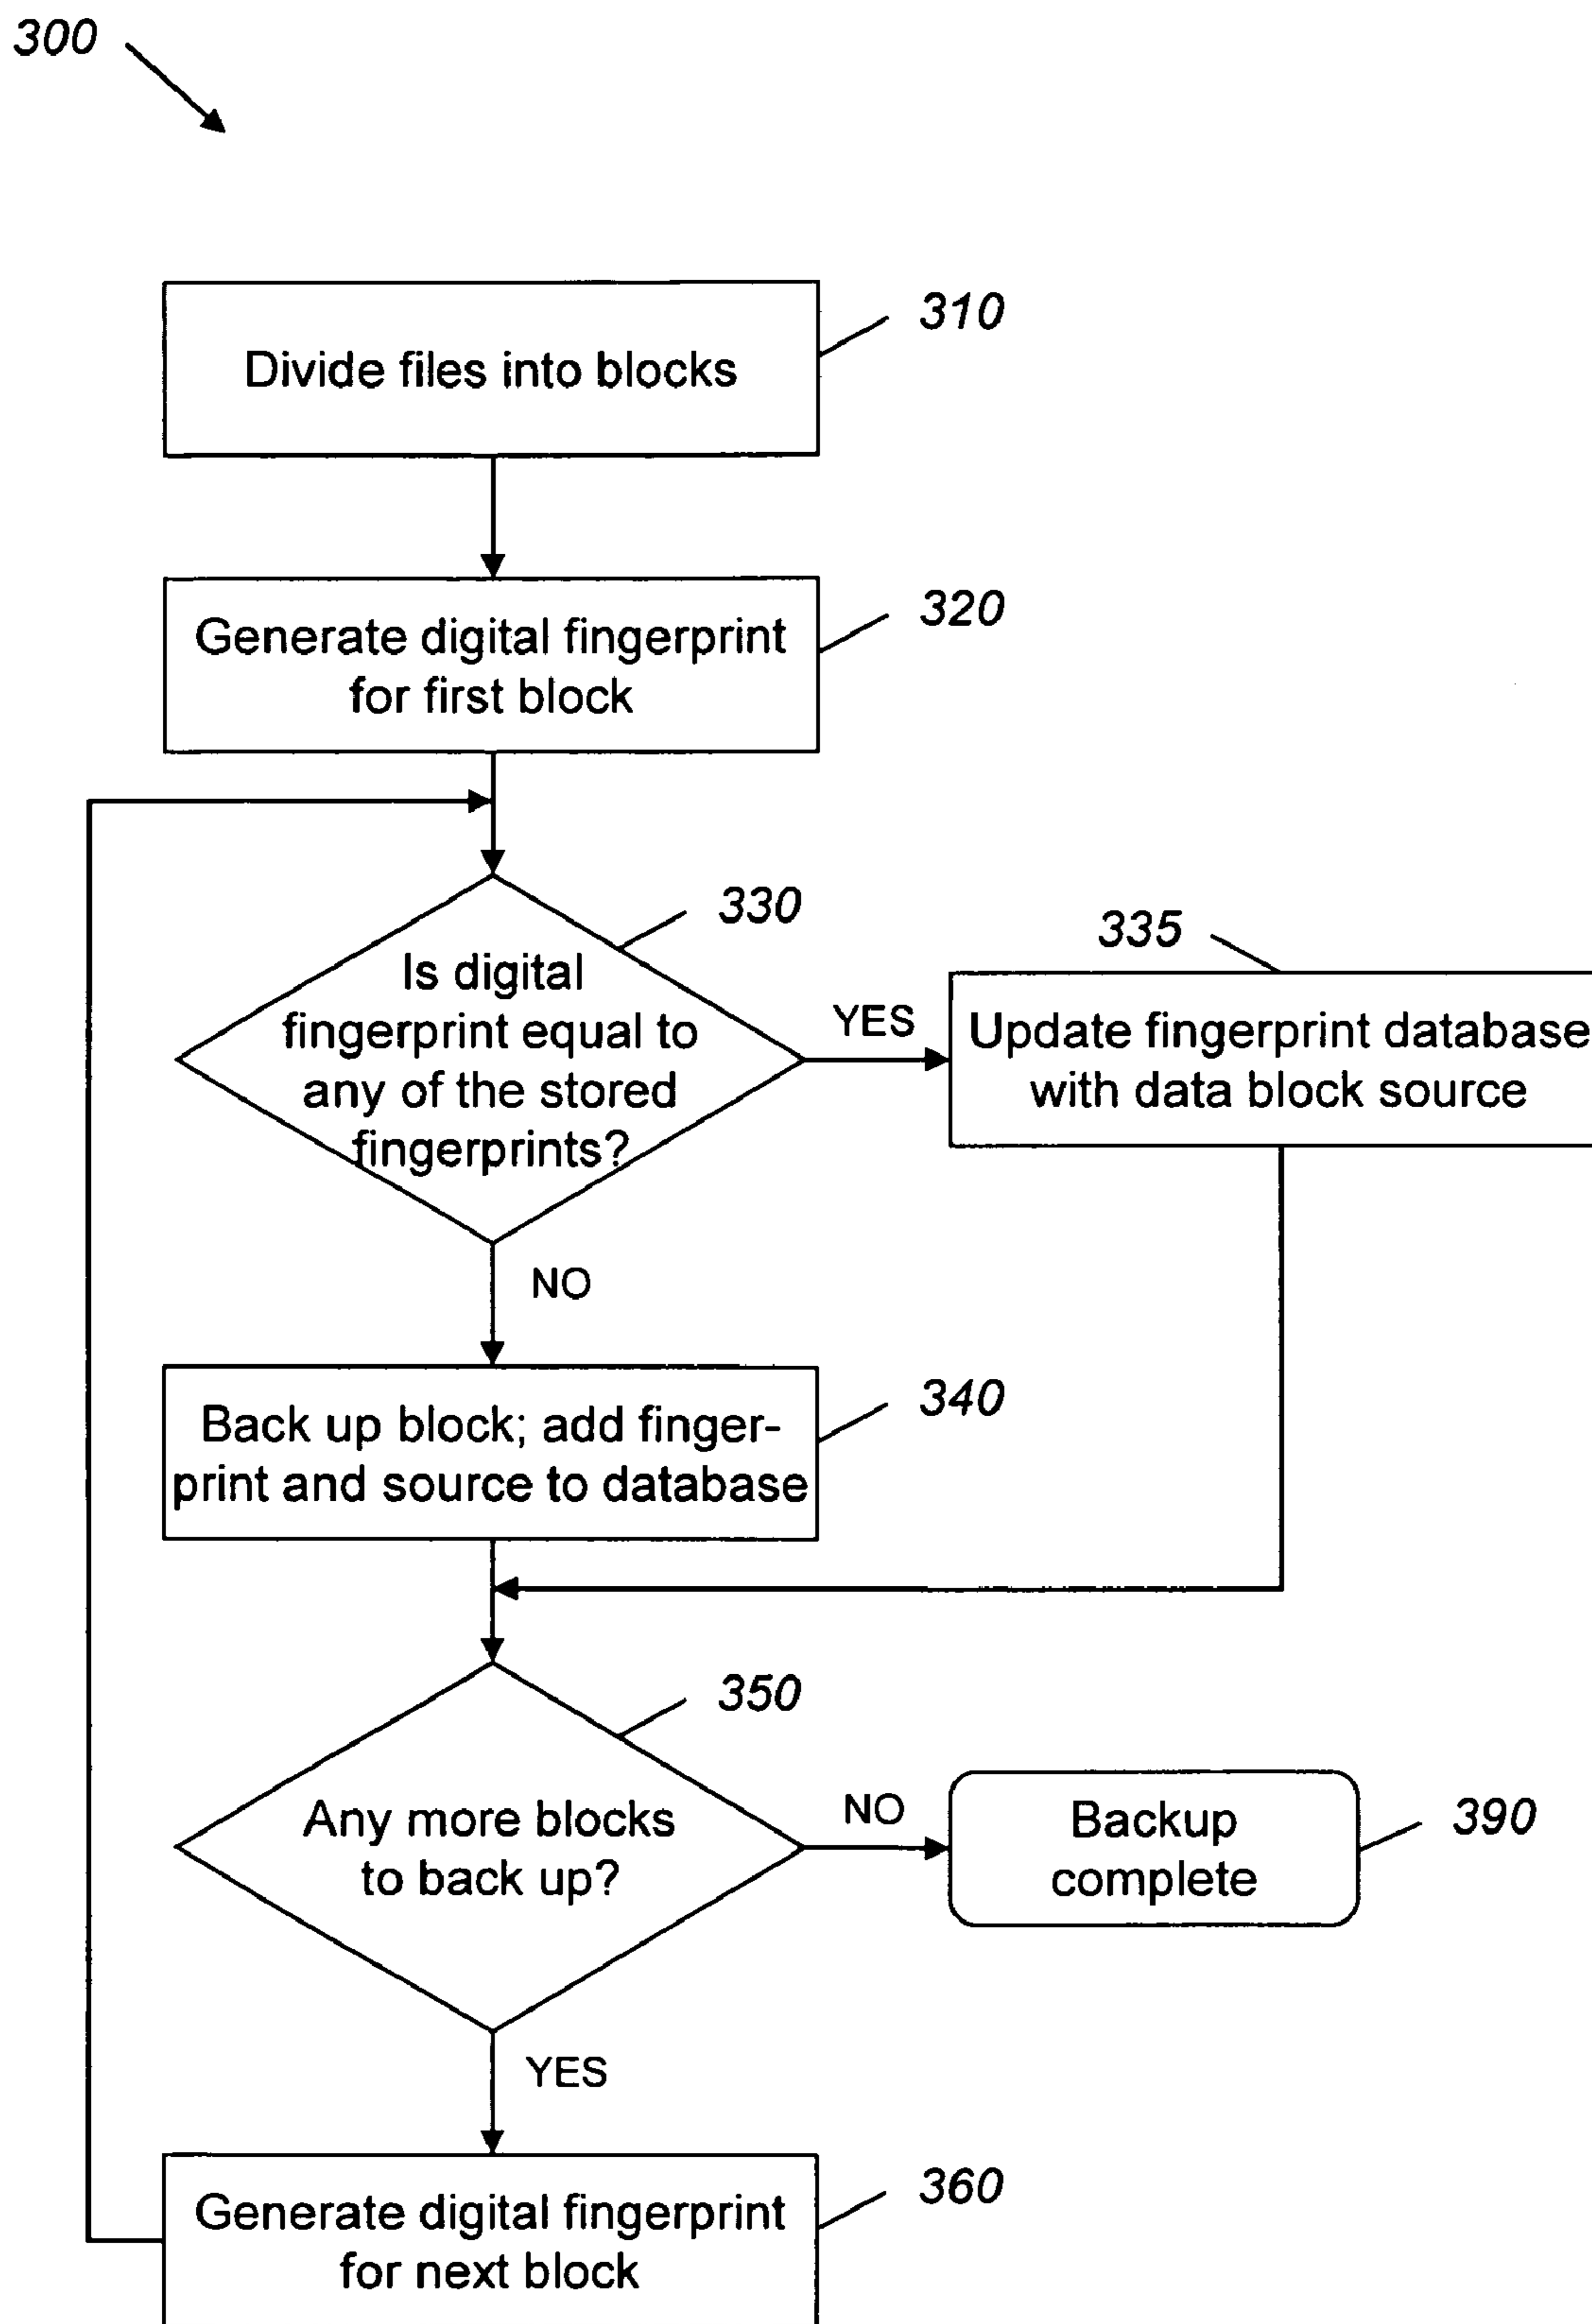 300
310
Divide files into blocks
320
Generate digital fingerprint
for first block
330
Is digital
fingerprint equal to
any of the stored
fingerprints?
YES
335
Update fingerprint database
with data block source
NO
340
Back up block; add finger-
print and source to database
350
Any more blocks
to back up?
NO
Backup
complete
390
YES
360
Generate digital fingerprint
for next block